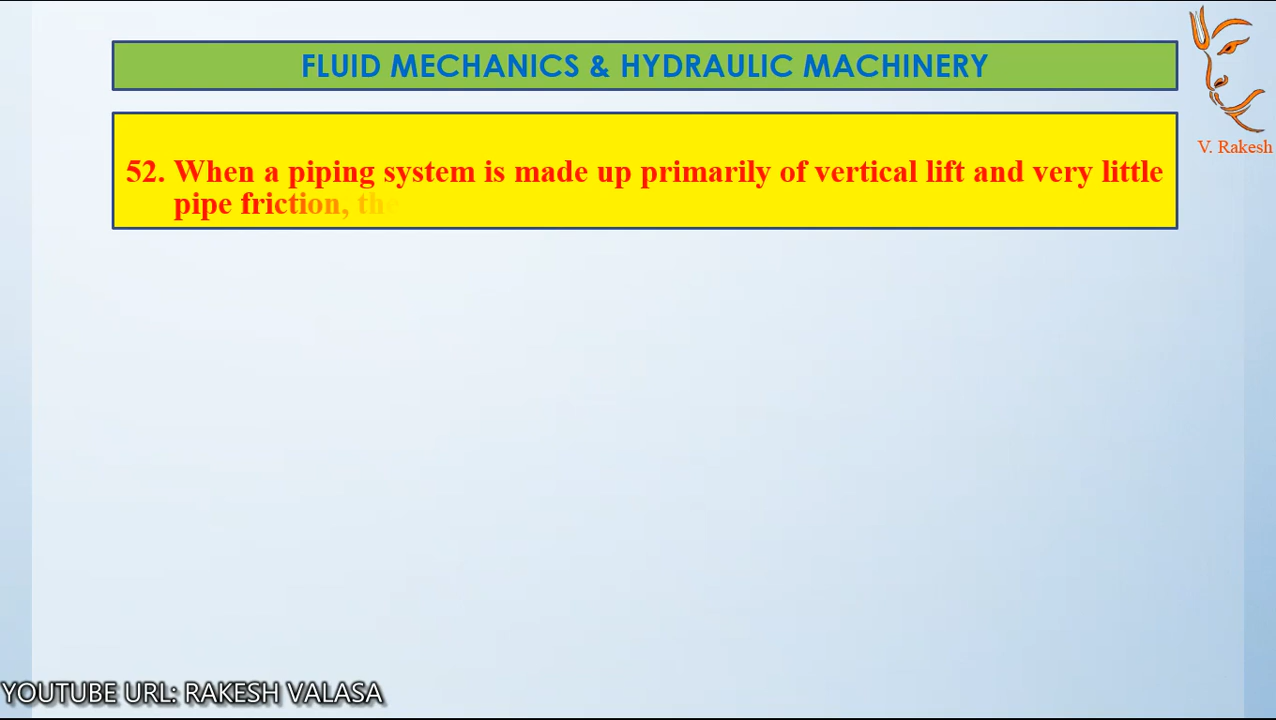 FLUID MECHANICS & HYDRAULIC MACHINERY
V. Rakesh
52. When a piping system is made up primarily of vertical lift and very little
pipe friction, the
YOUTUBE URL: RAKESH VALASA